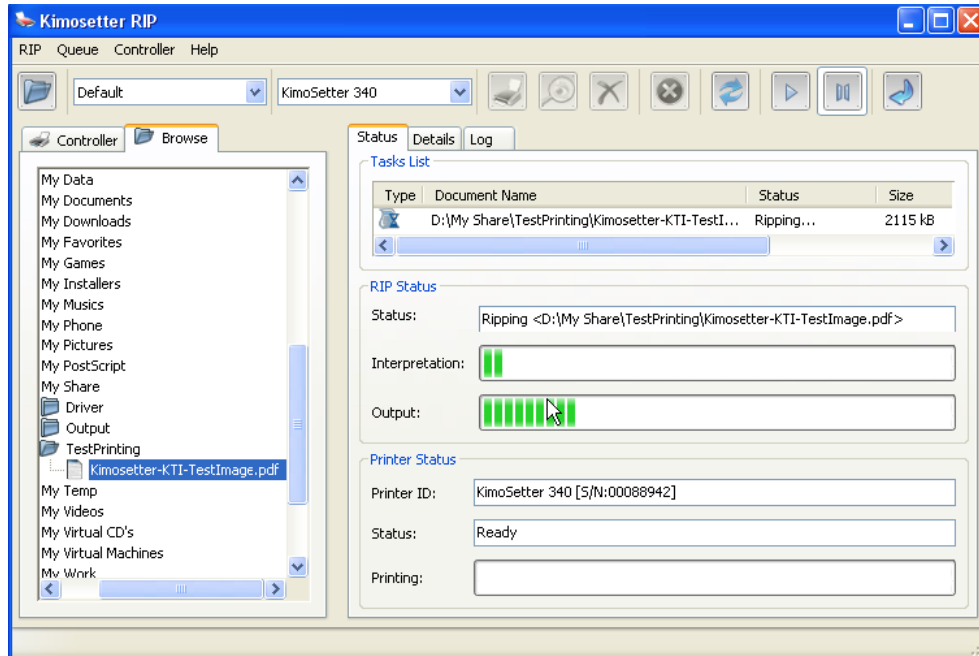 Kimosetter RIP
RIP Queue Controller Help
Default
KimoSetter 340
Controller
Browse
My Data
My Documents
My Downloads
My Favorites
My Games
My Installers
My Musics
My Phone
My Pictures
My PostScript
My Share
Driver
Output
TestPrinting
Kimosetter-KTI-TestImage.pdf
My Temp
My Videos
My Virtual CD's
My Virtual Machines
My Work
Status Details Log
Tasks List
Type Document Name Status Size
D:\My Share\TestPrinting\Kimosetter-KTI-TestI... Ripping... 2115 kB
RIP Status
Status: Ripping <D:\My Share\TestPrinting\Kimosetter-KTI-TestImage.pdf>
Interpretation:
Output:
Printer Status
Printer ID: KimoSetter 340 [S/N:00088942]
Status: Ready
Printing: